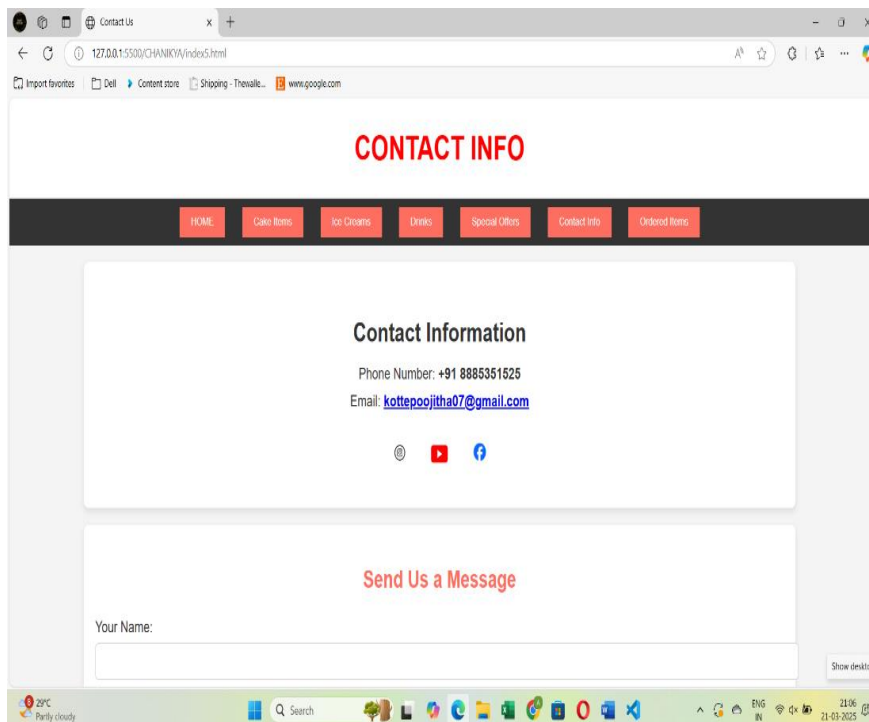 Contact Us
127.0.0.1:5500/CHANIKYA/index5.html
Import favorites Dell Content store Shipping - Thewalle... www.google.com
CONTACT INFO
HOME Cake Items Ice Creams Drinks Special Offers Contact Info Ordered Items
Contact Information
Phone Number: +91 8885351525
Email: kottepoojitha07@gmail.com
Send Us a Message
Your Name:
Show deskto
29°C
Partly cloudy
Search
ENG
IN
21:06
21-03-2025